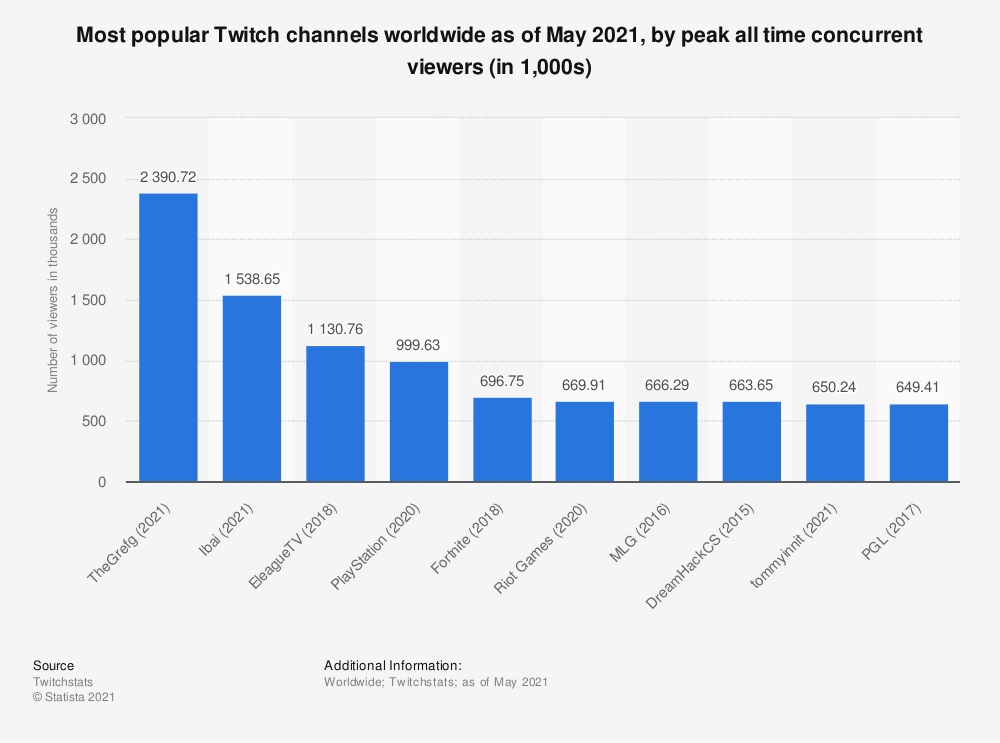 Most popular Twitch channels worldwide as of May 2021, by peak all time concurrent
viewers (in 1,000s)
Number of viewers in thousands
3 000
2 500
2 000
1 500
1 000
500
0
2 390.72
1 538.65
1 130.76
999.63
696.75
669.91
666.29
663.65
650.24
649.41
TheGrefg (2021)
Ibai (2021)
EleagueTV (2018)
PlayStation (2020)
Fortnite (2018)
Riot Games (2020)
MLG (2016)
DreamHackCS (2015)
tommyinnit (2021)
PGL (2017)
Source
Twitchstats
© Statista 2021
Additional Information:
Worldwide; Twitchstats; as of May 2021